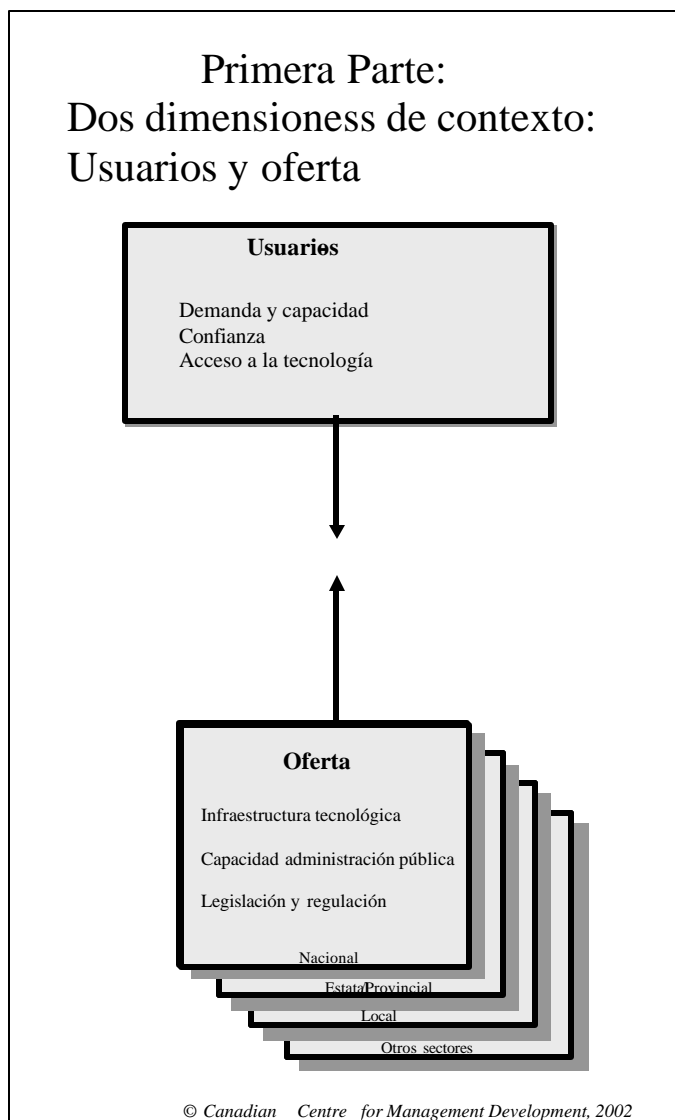 Primera Parte:
Dos dimensioness de contexto:
Usuarios y oferta
Usuarios
Demanda y capacidad
Confianza
Acceso a la tecnología
Oferta
Infraestructura tecnológica
Capacidad administración pública
Legislación y regulación
Nacional
Estatal/Provincial
Local
Otros sectores
© Canadian Centre for Management Development, 2002